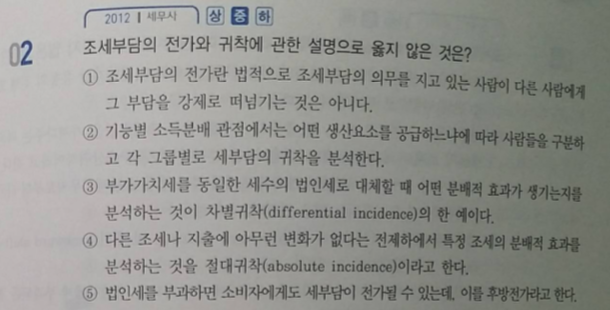 2012 | 세무사 상 중 하
02 조세부담의 전가와 귀착에 관한 설명으로 옳지 않은 것은?
① 조세부담의 전가란 법적으로 조세부담의 의무를 지고 있는 사람이 다른 사람에게
그 부담을 강제로 떠넘기는 것은 아니다.
② 기능별 소득분배 관점에서는 어떤 생산요소를 공급하느냐에 따라 사람들을 구분하
고 각 그룹별로 세부담의 귀착을 분석한다.
③ 부가가치세를 동일한 세수의 법인세로 대체할 때 어떤 분배적 효과가 생기는지를
분석하는 것이 차별귀착(differential incidence)의 한 예이다.
④ 다른 조세나 지출에 아무런 변화가 없다는 전제하에서 특정 조세의 분배적 효과를
분석하는 것을 절대귀착(absolute incidence)이라고 한다.
⑤ 법인세를 부과하면 소비자에게도 세부담이 전가될 수 있는데, 이를 후방전가라고 한다.